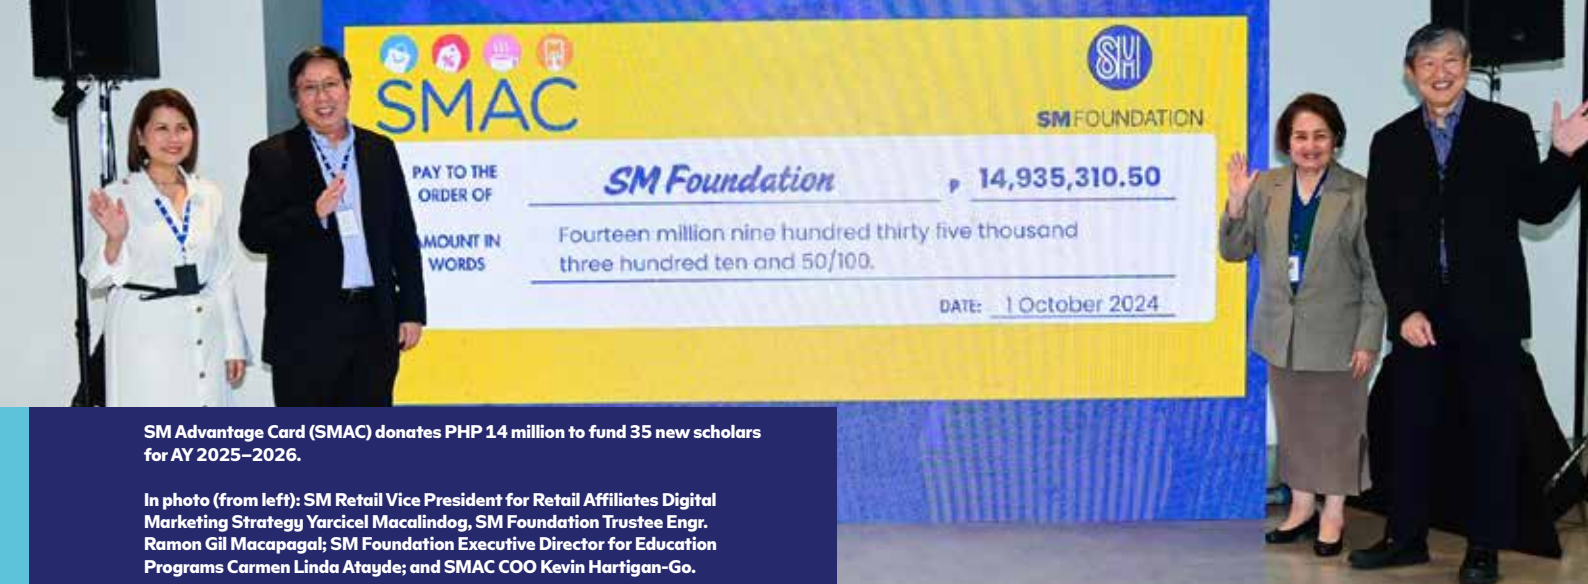 SMAC
SM
SM FOUNDATION
PAY TO THE
ORDER OF
SM Foundation
₱ 14,935,310.50
AMOUNT IN
WORDS
Fourteen million nine hundred thirty five thousand
three hundred ten and 50/100.
DATE: 1 October 2024
SM Advantage Card (SMAC) donates PHP 14 million to fund 35 new scholars
for AY 2025–2026.
In photo (from left): SM Retail Vice President for Retail Affiliates Digital
Marketing Strategy Yarcicel Macalindog, SM Foundation Trustee Engr.
Ramon Gil Macapagal; SM Foundation Executive Director for Education
Programs Carmen Linda Atayde; and SMAC COO Kevin Hartigan-Go.